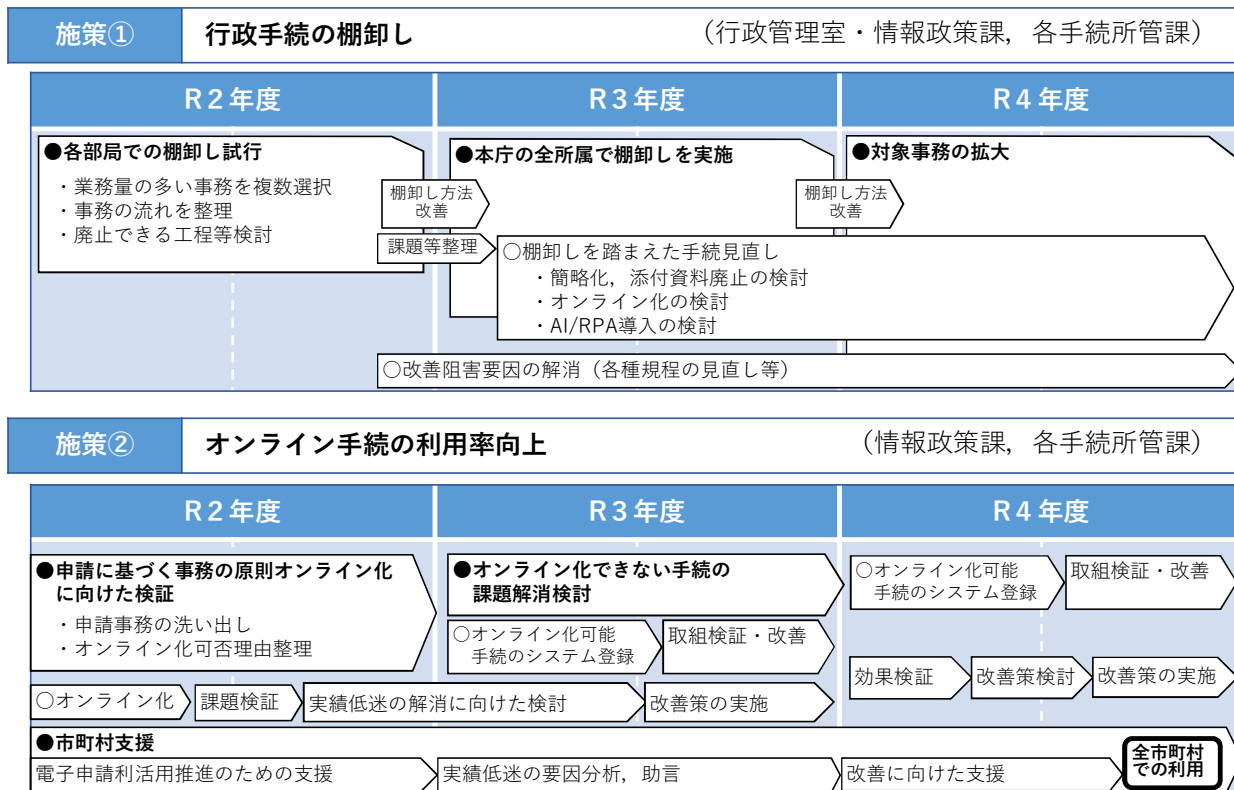 施策① 行政手続の棚卸し （行政管理室・情報政策課，各手続所管課）
R２年度 R３年度 R４年度
●各部局での棚卸し試行
・業務量の多い事務を複数選択
・事務の流れを整理
・廃止できる工程等検討
棚卸し方法
改善
課題等整理
●本庁の全所属で棚卸しを実施
棚卸し方法
改善
●対象事務の拡大
○棚卸しを踏まえた手続見直し
・簡略化，添付資料廃止の検討
・オンライン化の検討
・AI/RPA導入の検討
○改善阻害要因の解消（各種規程の見直し等）
施策② オンライン手続の利用率向上 （情報政策課，各手続所管課）
R２年度 R３年度 R４年度
●申請に基づく事務の原則オンライン化
に向けた検証
・申請事務の洗い出し
・オンライン化可否理由整理
●オンライン化できない手続の
課題解消検討
○オンライン化可能
手続のシステム登録
取組検証・改善
○オンライン化可能
手続のシステム登録
取組検証・改善
効果検証 改善策検討 改善策の実施
○オンライン化 課題検証 実績低迷の解消に向けた検討 改善策の実施
●市町村支援
電子申請利活用推進のための支援 実績低迷の要因分析，助言 改善に向けた支援
全市町村
での利用